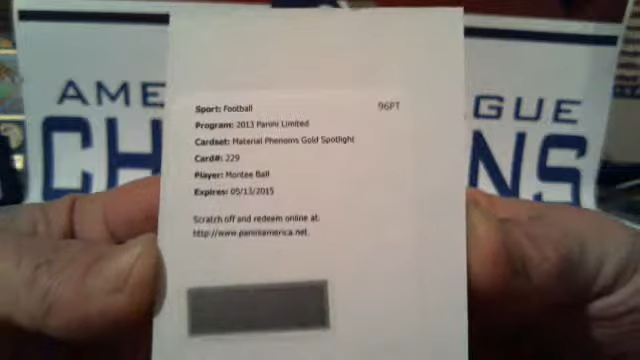 AME GUE
CH NS
Sport: Football 96PT
Program: 2013 Panini Limited
Cardset: Material Phenoms Gold Spotlight
Card#: 229
Player: Montee Ball
Expires: 05/13/2015
Scratch off and redeem online at:
http://www.paniniamerica.net.